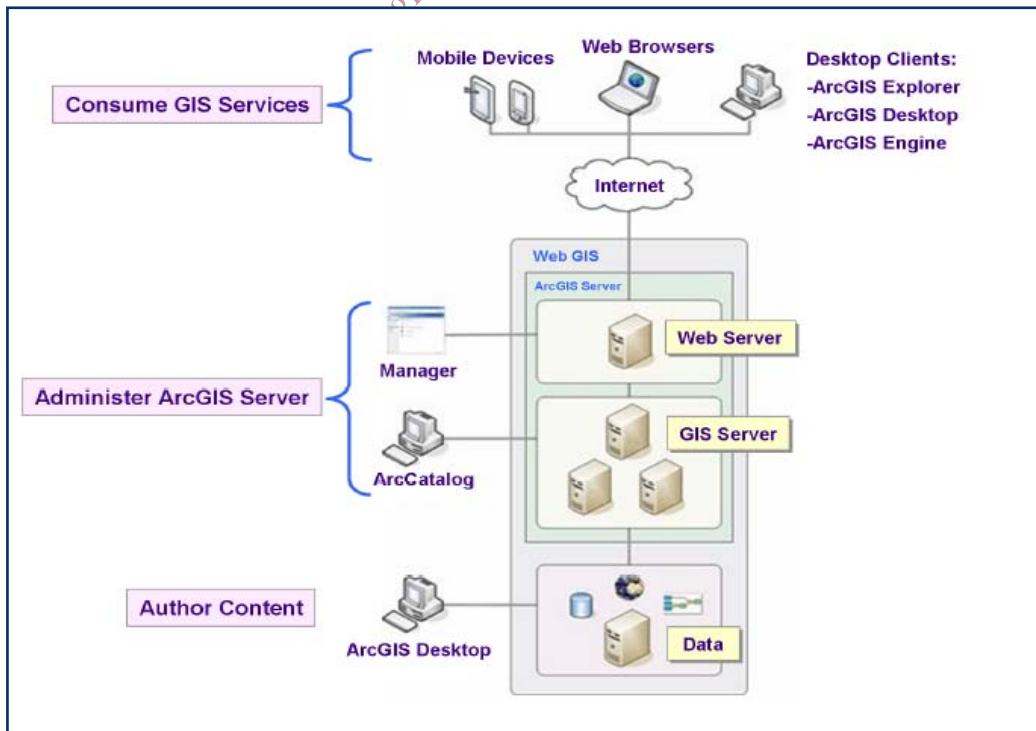 Mobile Devices
Web Browsers
Desktop Clients:
-ArcGIS Explorer
-ArcGIS Desktop
-ArcGIS Engine
Consume GIS Services
Internet
Web GIS
ArcGIS Server
Web Server
Manager
Administer ArcGIS Server
GIS Server
ArcCatalog
Author Content
ArcGIS Desktop
Data